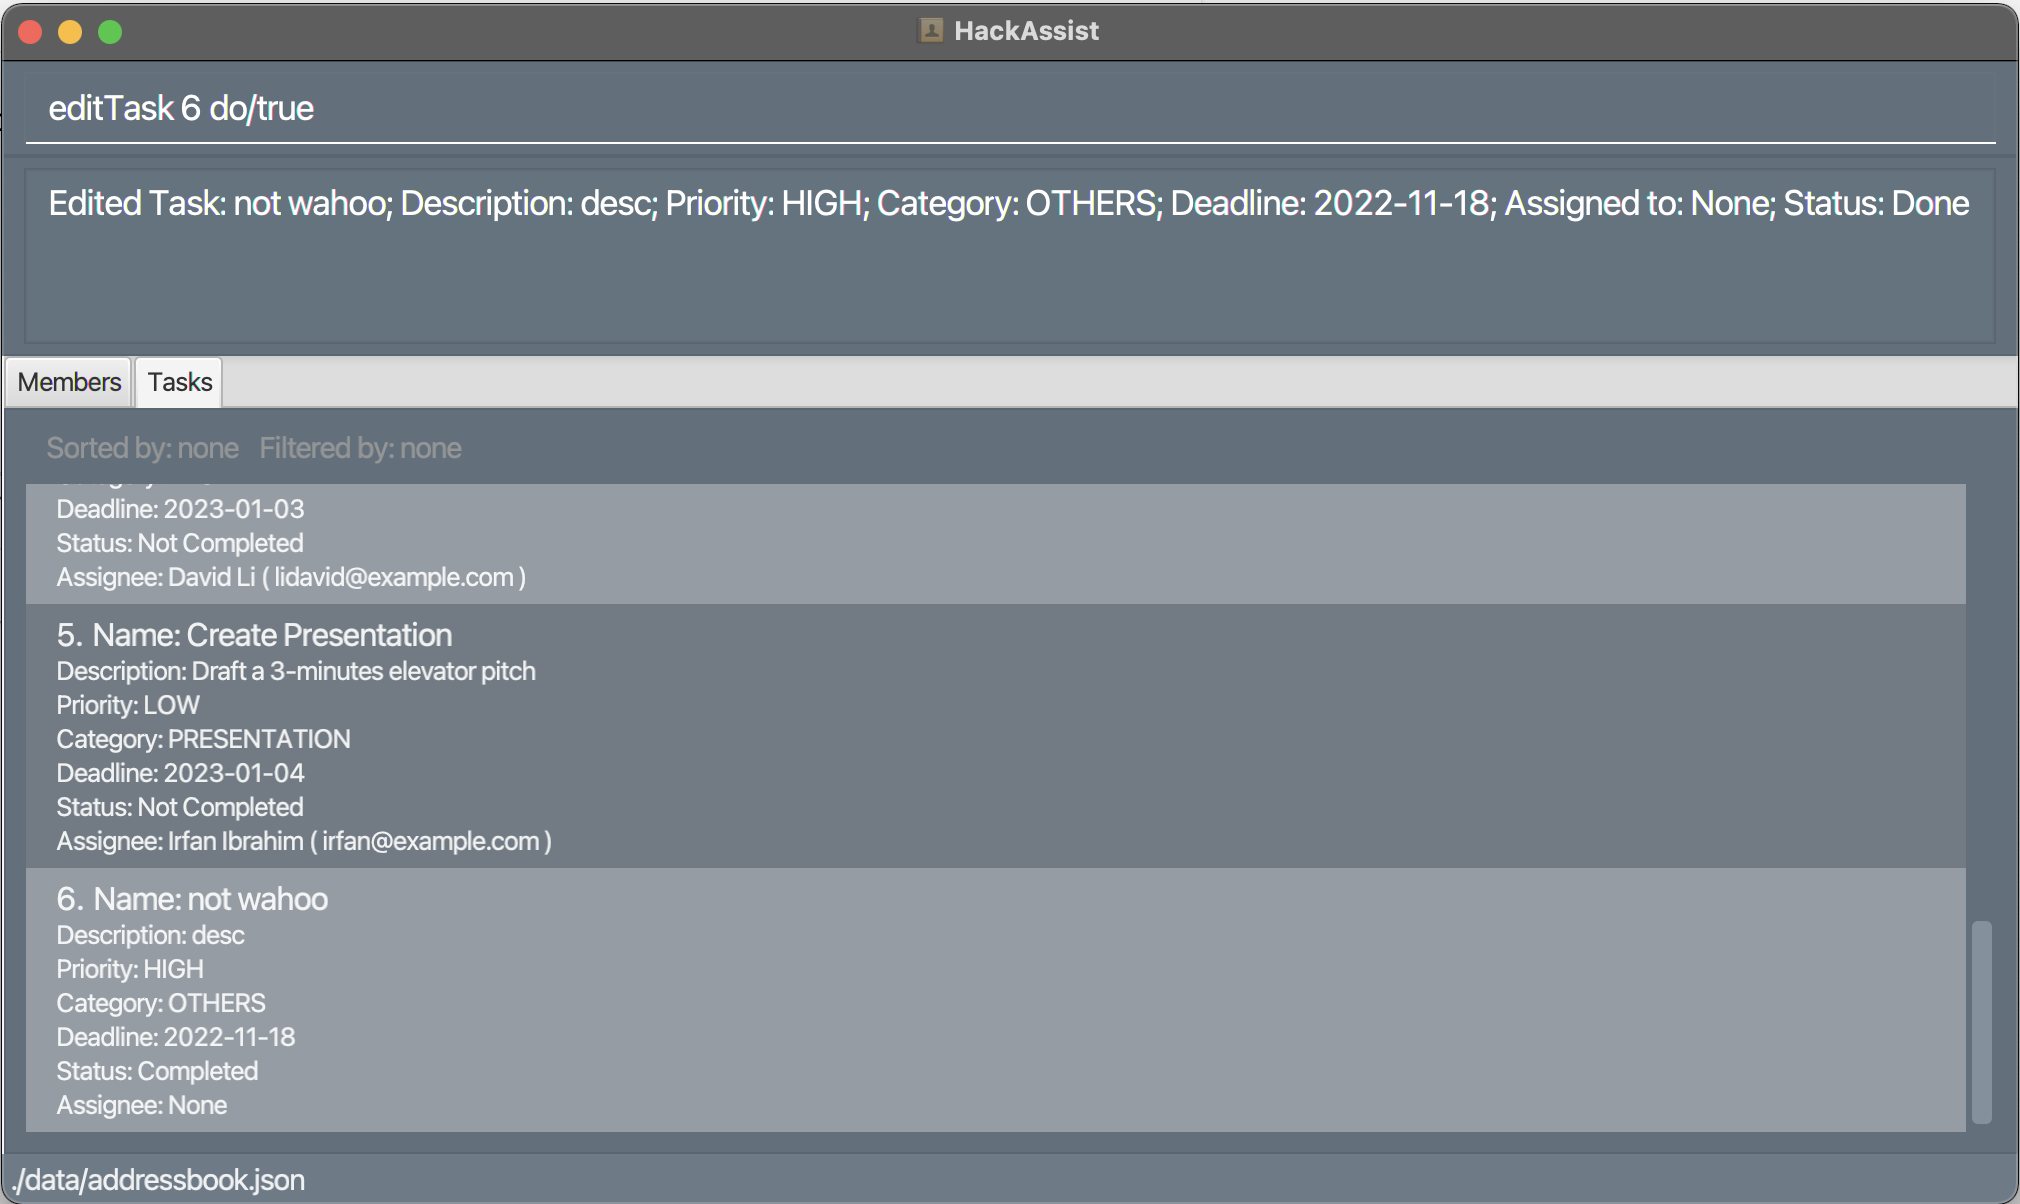 HackAssist
editTask 6 do/true
Edited Task: not wahoo; Description: desc; Priority: HIGH; Category: OTHERS; Deadline: 2022-11-18; Assigned to: None; Status: Done
Members Tasks
Sorted by: none Filtered by: none
Deadline: 2023-01-03
Status: Not Completed
Assignee: David Li ( lidavid@example.com )
5. Name: Create Presentation
Description: Draft a 3-minutes elevator pitch
Priority: LOW
Category: PRESENTATION
Deadline: 2023-01-04
Status: Not Completed
Assignee: Irfan Ibrahim ( irfan@example.com )
6. Name: not wahoo
Description: desc
Priority: HIGH
Category: OTHERS
Deadline: 2022-11-18
Status: Completed
Assignee: None
./data/addressbook.json